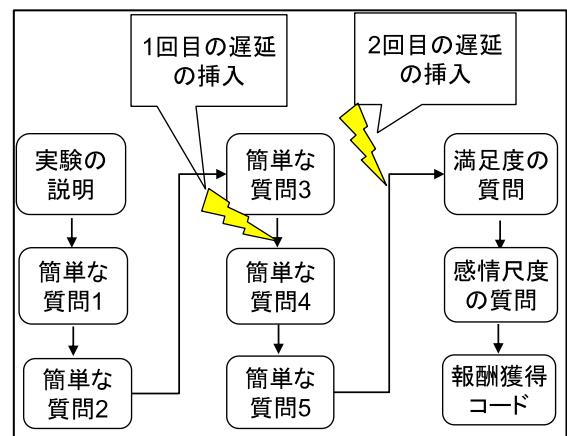 1回目の遅延
の挿入
2回目の遅延
の挿入
実験の
説明
簡単な
質問1
簡単な
質問2
簡単な
質問3
簡単な
質問4
簡単な
質問5
満足度の
質問
感情尺度
の質問
報酬獲得
コード